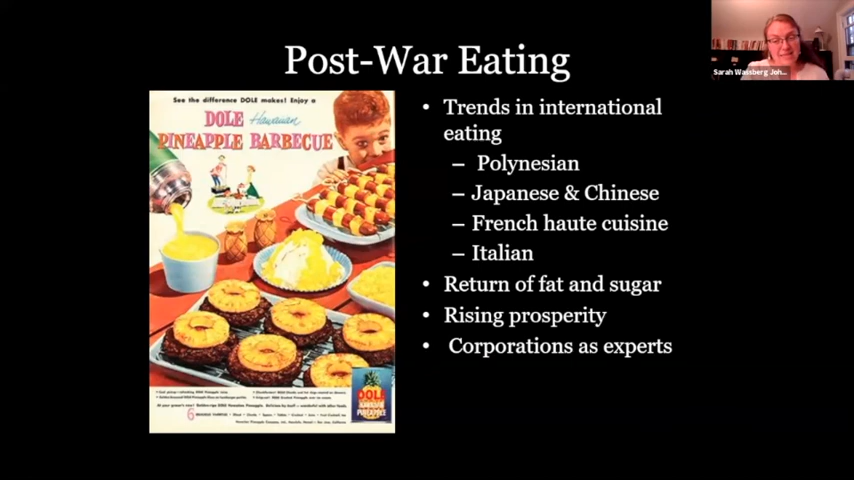 Post-War Eating
Sarah Wassberg Joh...
See the difference DOLE makes! Enjoy a
DOLE Hawaiian
PINEAPPLE BARBECUE
DOLE
HAWAIIAN
PINEAPPLE
• Trends in international
eating
– Polynesian
– Japanese & Chinese
– French haute cuisine
– Italian
• Return of fat and sugar
• Rising prosperity
• Corporations as experts